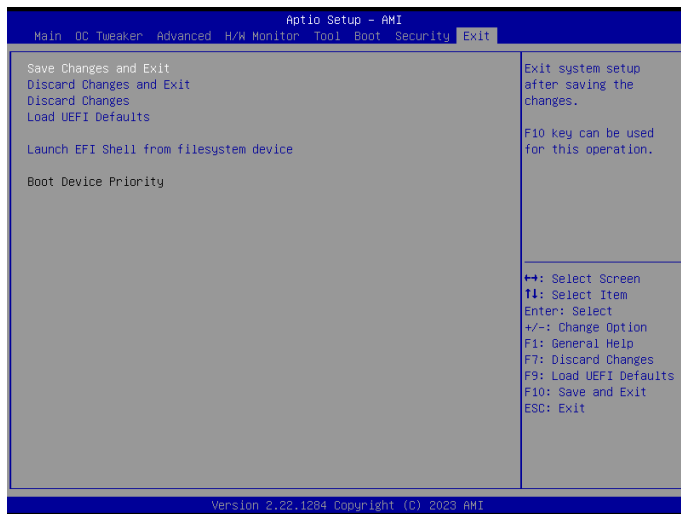 Aptio Setup - AMI
Main OC Tweaker Advanced H/W Monitor Tool Boot Security Exit
Save Changes and Exit
Discard Changes and Exit
Discard Changes
Load UEFI Defaults
Launch EFI Shell from filesystem device
Boot Device Priority
Exit system setup
after saving the
changes.
F10 key can be used
for this operation.
↔: Select Screen
↑↓: Select Item
Enter: Select
+/-: Change Option
F1: General Help
F7: Discard Changes
F9: Load UEFI Defaults
F10: Save and Exit
ESC: Exit
Version 2.22.1284 Copyright (C) 2023 AMI